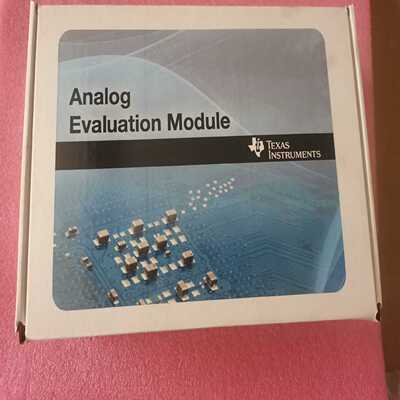 Analog
Evaluation Module
TEXAS
INSTRUMENTS